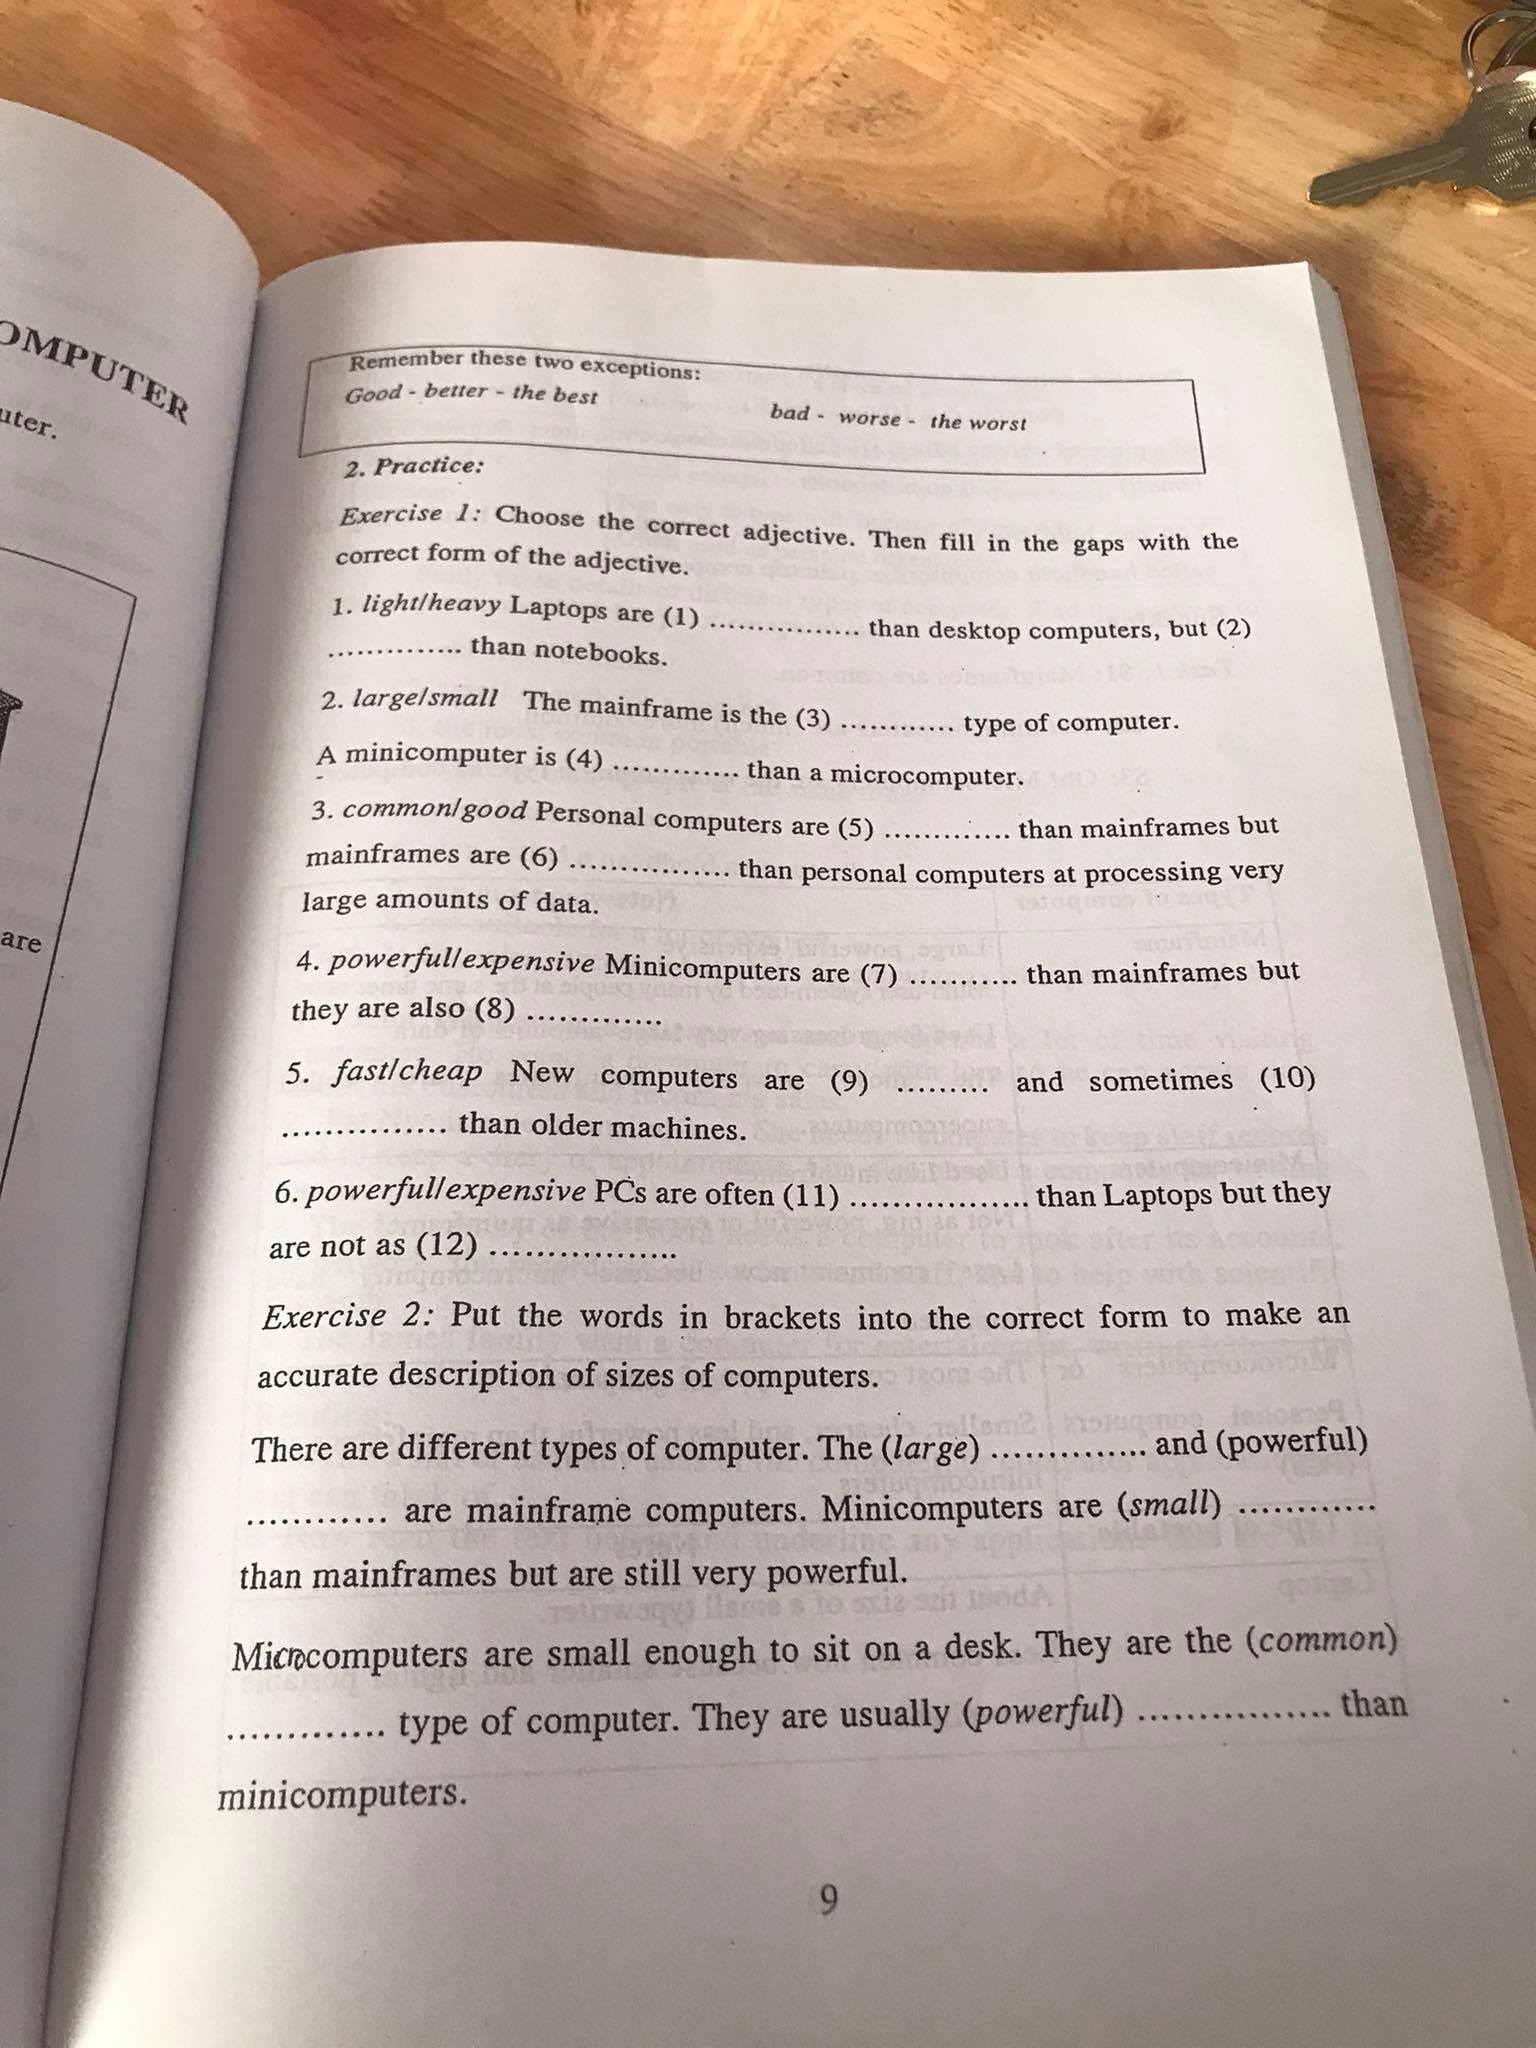 OMPUTER
uter.
are
Remember these two exceptions:
Good - better - the best bad - worse - the worst
2. Practice:
Exercise 1: Choose the correct adjective. Then fill in the gaps with the
correct form of the adjective.
1. light/heavy Laptops are (1) ................ than desktop computers, but (2)
.............. than notebooks.
2. large/small The mainframe is the (3) ............ type of computer.
A minicomputer is (4) ............. than a microcomputer.
3. common/good Personal computers are (5) ............. than mainframes but
mainframes are (6) ................. than personal computers at processing very
large amounts of data.
4. powerful/expensive Minicomputers are (7) ........... than mainframes but
they are also (8) .............
5. fast/cheap New computers are (9) ......... and sometimes (10)
................ than older machines.
6. powerful/expensive PCs are often (11) .................. than Laptops but they
are not as (12) ..................
Exercise 2: Put the words in brackets into the correct form to make an
accurate description of sizes of computers.
There are different types of computer. The (large) .............. and (powerful)
............ are mainframe computers. Minicomputers are (small) ............
than mainframes but are still very powerful.
Microcomputers are small enough to sit on a desk. They are the (common)
............. type of computer. They are usually (powerful) ................. than
minicomputers.
9